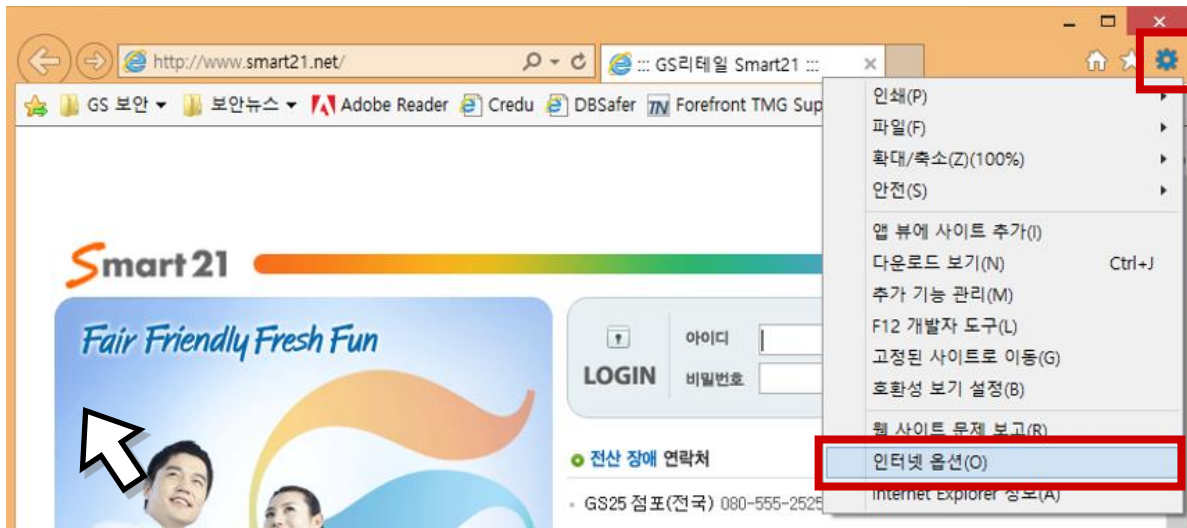 http://www.smart21.net/
::: GS리테일 Smart21 :::
GS 보안
보안뉴스
Adobe Reader
Credu
DBSafer
Forefront TMG Sup
인쇄(P)
파일(F)
확대/축소(Z)(100%)
안전(S)
앱 뷰에 사이트 추가(I)
다운로드 보기(N) Ctrl+J
추가 기능 관리(M)
F12 개발자 도구(L)
고정된 사이트로 이동(G)
호환성 보기 설정(B)
웹 사이트 문제 보고(R)
인터넷 옵션(O)
Internet Explorer 정보(A)
Smart21
Fair Friendly Fresh Fun
LOGIN
아이디
비밀번호
전산 장애 연락처
GS25 점포(전국) 080-555-2525